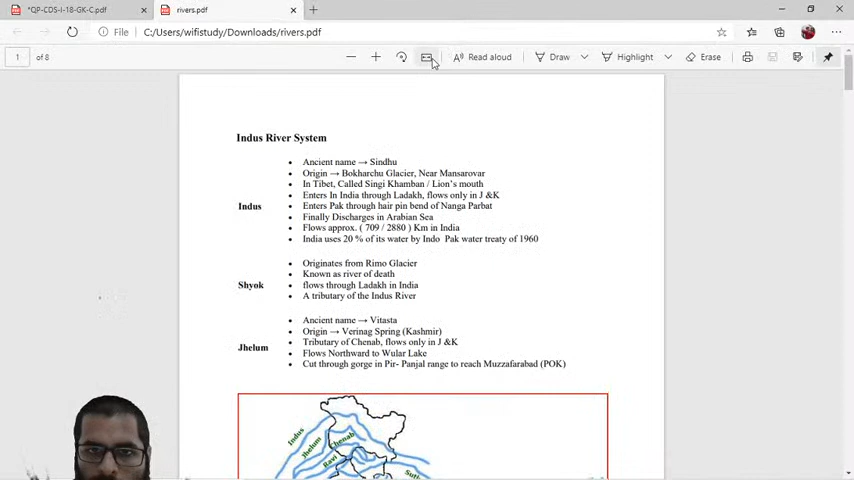 *QP-CDS-I-18-GK-C.pdf
rivers.pdf
File C:/Users/wifistudy/Downloads/rivers.pdf
1 of 8
Read aloud
Draw
Highlight
Erase
Indus River System
Indus
• Ancient name → Sindhu
• Origin → Bokharchu Glacier, Near Mansarovar
• In Tibet, Called Singi Khamban / Lion’s mouth
• Enters In India through Ladakh, flows only in J &K
• Enters Pak through hair pin bend of Nanga Parbat
• Finally Discharges in Arabian Sea
• Flows approx. ( 709 / 2880 ) Km in India
• India uses 20 % of its water by Indo Pak water treaty of 1960
Shyok
• Originates from Rimo Glacier
• Known as river of death
• flows through Ladakh in India
• A tributary of the Indus River
Jhelum
• Ancient name → Vitasta
• Origin → Verinag Spring (Kashmir)
• Tributary of Chenab, flows only in J &K
• Flows Northward to Wular Lake
• Cut through gorge in Pir- Panjal range to reach Muzzafarabad (POK)
Indus
Jhelum
Chenab
Ravi